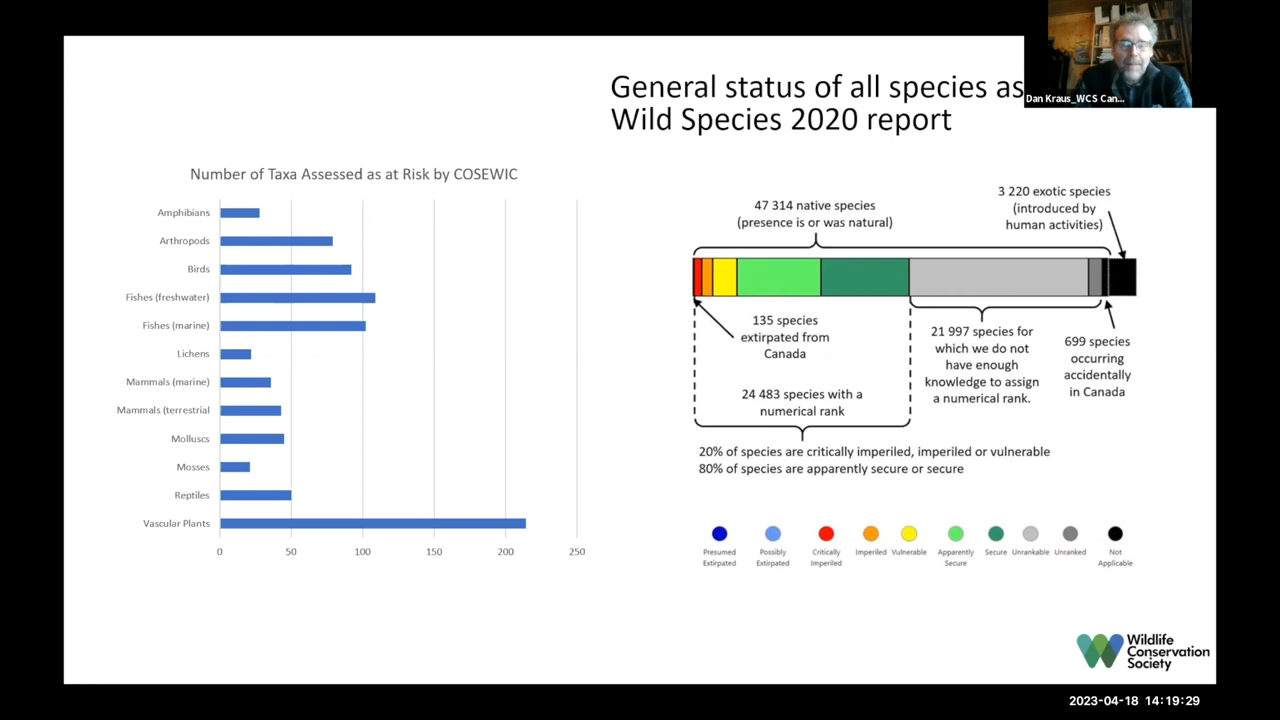 General status of all species as
Wild Species 2020 report
Dan Kraus_WCS Can...
Number of Taxa Assessed as at Risk by COSEWIC
Amphibians
Arthropods
Birds
Fishes (freshwater)
Fishes (marine)
Lichens
Mammals (marine)
Mammals (terrestrial
Molluscs
Mosses
Reptiles
Vascular Plants
0 50 100 150 200 250
47 314 native species
(presence is or was natural)
3 220 exotic species
(introduced by
human activities)
135 species
extirpated from
Canada
21 997 species for
which we do not
have enough
knowledge to assign
a numerical rank.
699 species
occurring
accidentally
in Canada
24 483 species with a
numerical rank
20% of species are critically imperiled, imperiled or vulnerable
80% of species are apparently secure or secure
Presumed
Extirpated
Possibly
Extirpated
Critically
Imperiled
Imperiled
Vulnerable
Apparently
Secure
Secure
Unrankable
Unranked
Not
Applicable
Wildlife
Conservation
Society
2023-04-18 14:19:29